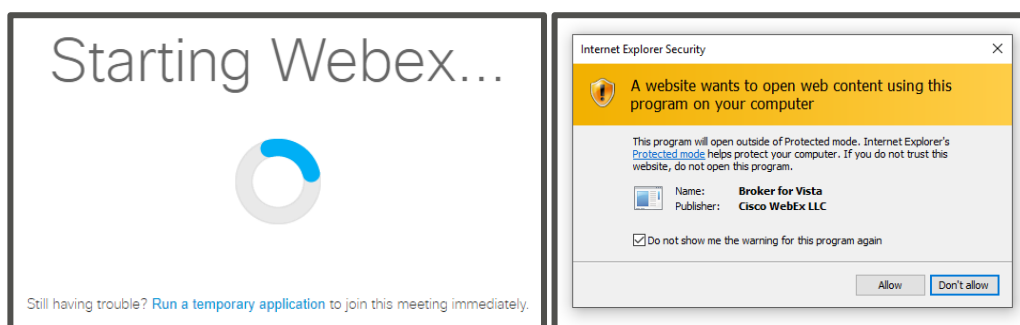 Starting Webex...
Still having trouble? Run a temporary application to join this meeting immediately.
Internet Explorer Security
A website wants to open web content using this
program on your computer
This program will open outside of Protected mode. Internet Explorer's
Protected mode helps protect your computer. If you do not trust this
website, do not open this program.
Name: Broker for Vista
Publisher: Cisco WebEx LLC
Do not show me the warning for this program again
Allow Don't allow